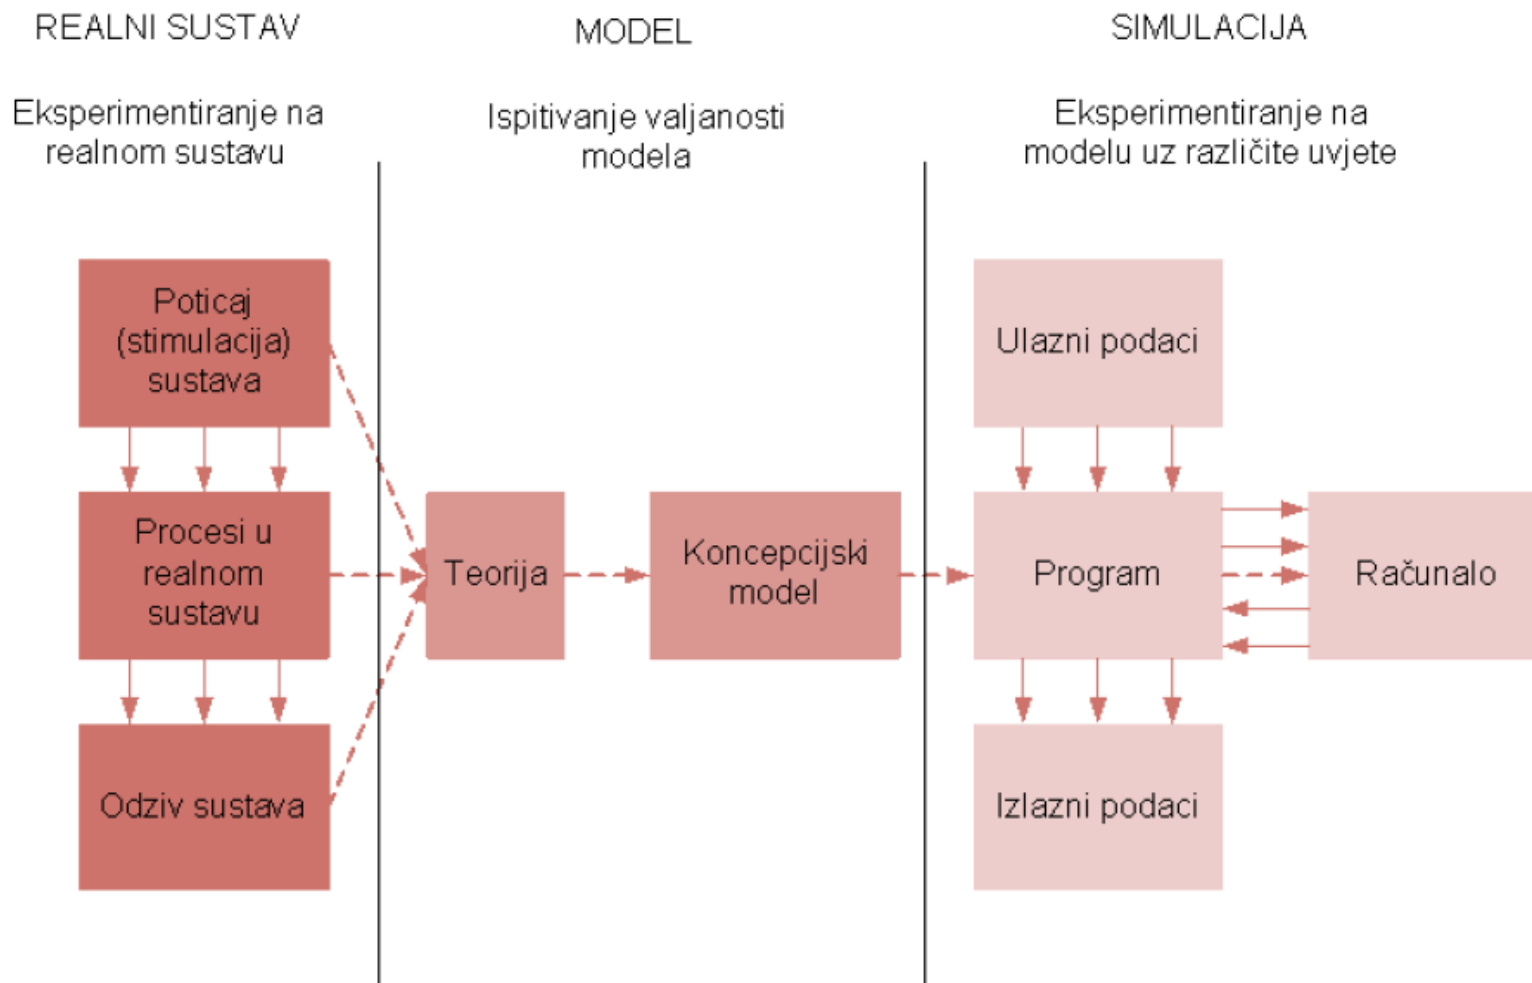 REALNI SUSTAV
MODEL
SIMULACIJA
Eksperimentiranje na
realnom sustavu
Ispitivanje valjanosti
modela
Eksperimentiranje na
modelu uz različite uvjete
Poticaj
(stimulacija)
sustava
Ulazni podaci
Procesi u
realnom
sustavu
Teorija
Koncepcijski
model
Program
Računalo
Odziv sustava
Izlazni podaci